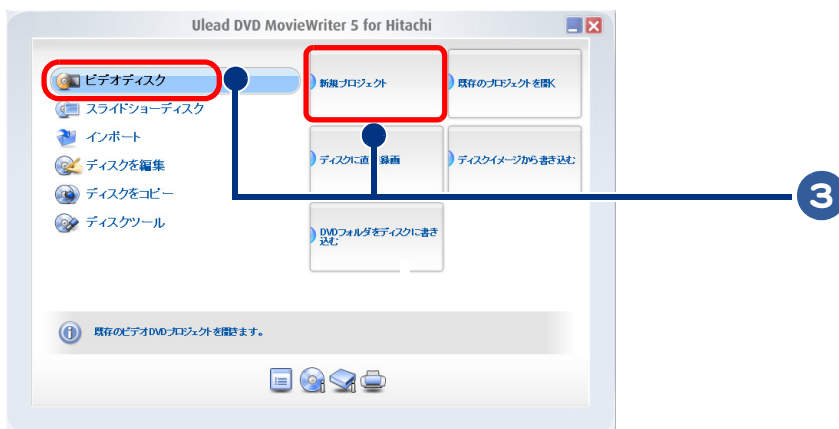 Ulead DVD MovieWriter 5 for Hitachi
ビデオディスク
スライドショーディスク
インポート
ディスクを編集
ディスクをコピー
ディスクツール
新規プロジェクト
既存のプロジェクトを開く
ディスクに直 録画
ディスクイメージから書き込む
DVDフォルダをディスクに書き
込む
3
既存のビデオDVDプロジェクトを開きます。